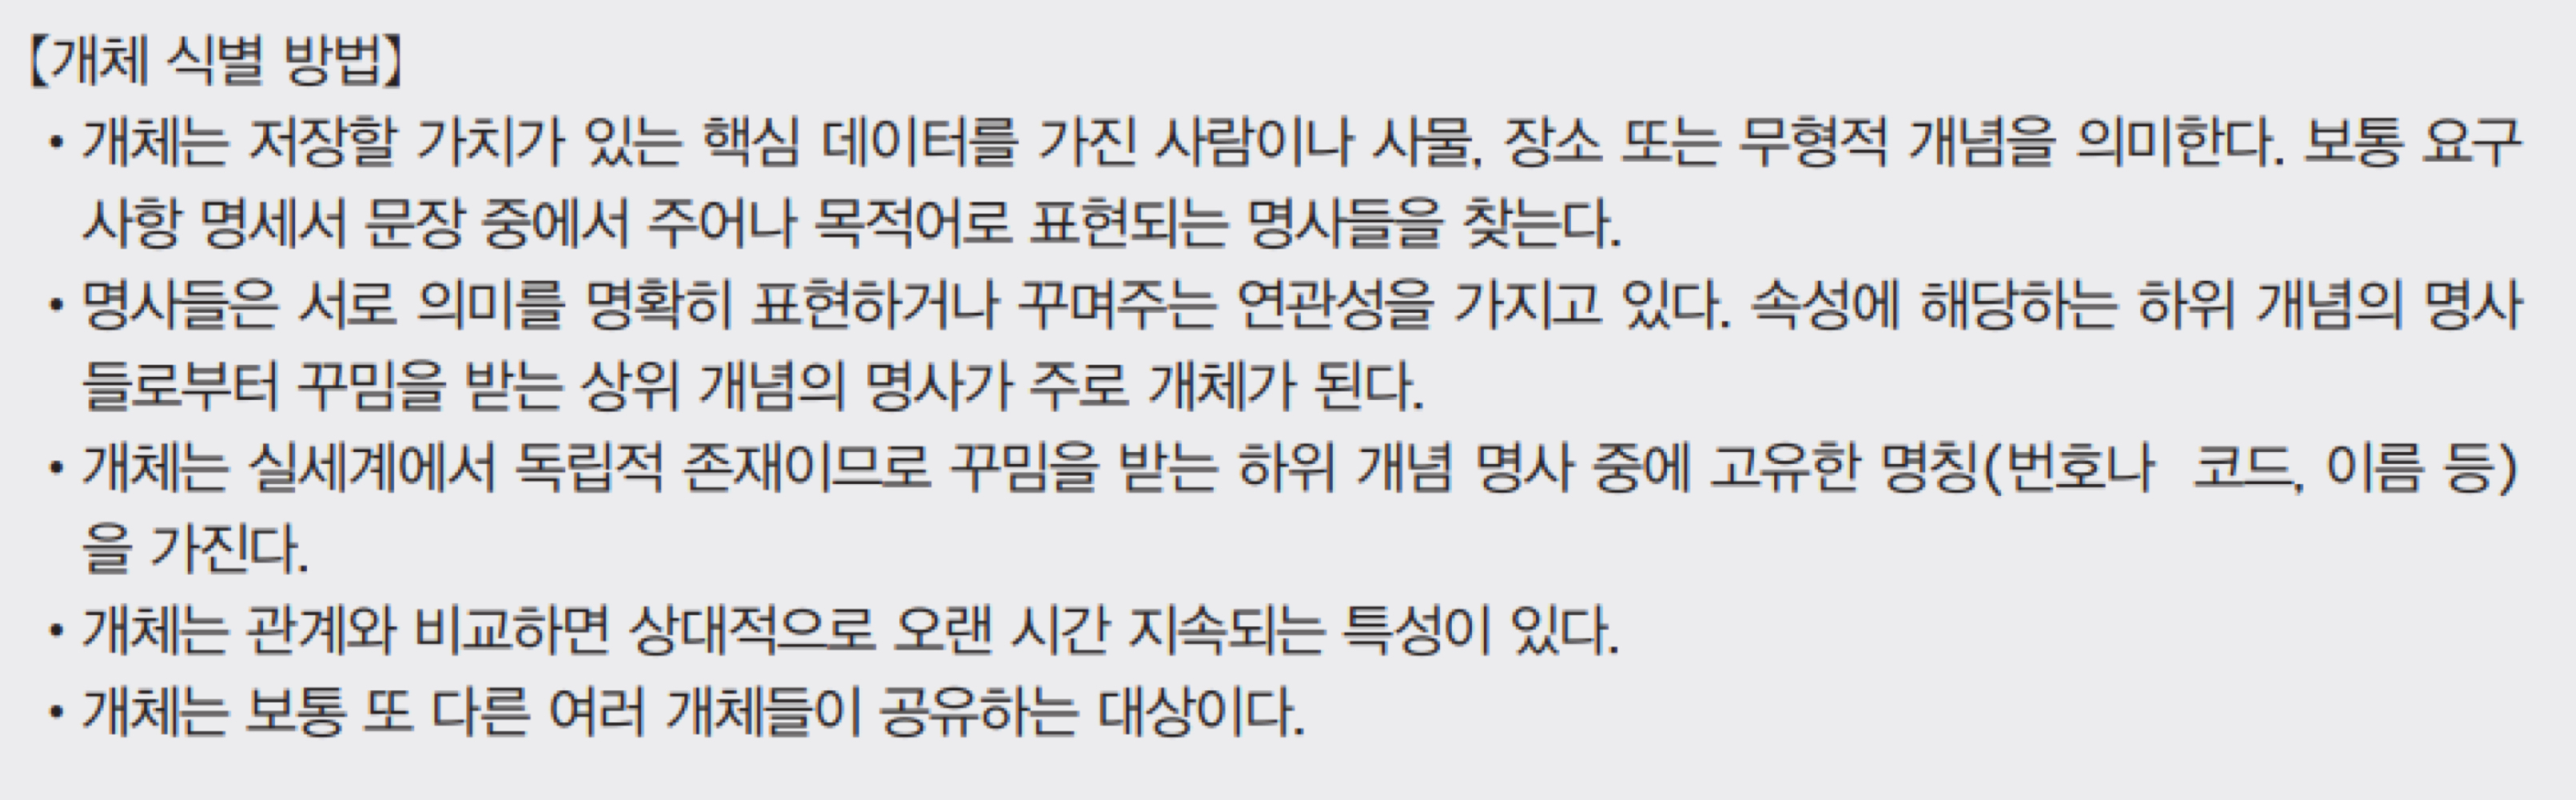 【개체 식별 방법】
• 개체는 저장할 가치가 있는 핵심 데이터를 가진 사람이나 사물, 장소 또는 무형적 개념을 의미한다. 보통 요구
사항 명세서 문장 중에서 주어나 목적어로 표현되는 명사들을 찾는다.
• 명사들은 서로 의미를 명확히 표현하거나 꾸며주는 연관성을 가지고 있다. 속성에 해당하는 하위 개념의 명사
들로부터 꾸밈을 받는 상위 개념의 명사가 주로 개체가 된다.
• 개체는 실세계에서 독립적 존재이므로 꾸밈을 받는 하위 개념 명사 중에 고유한 명칭(번호나 코드, 이름 등)
을 가진다.
• 개체는 관계와 비교하면 상대적으로 오랜 시간 지속되는 특성이 있다.
• 개체는 보통 또 다른 여러 개체들이 공유하는 대상이다.